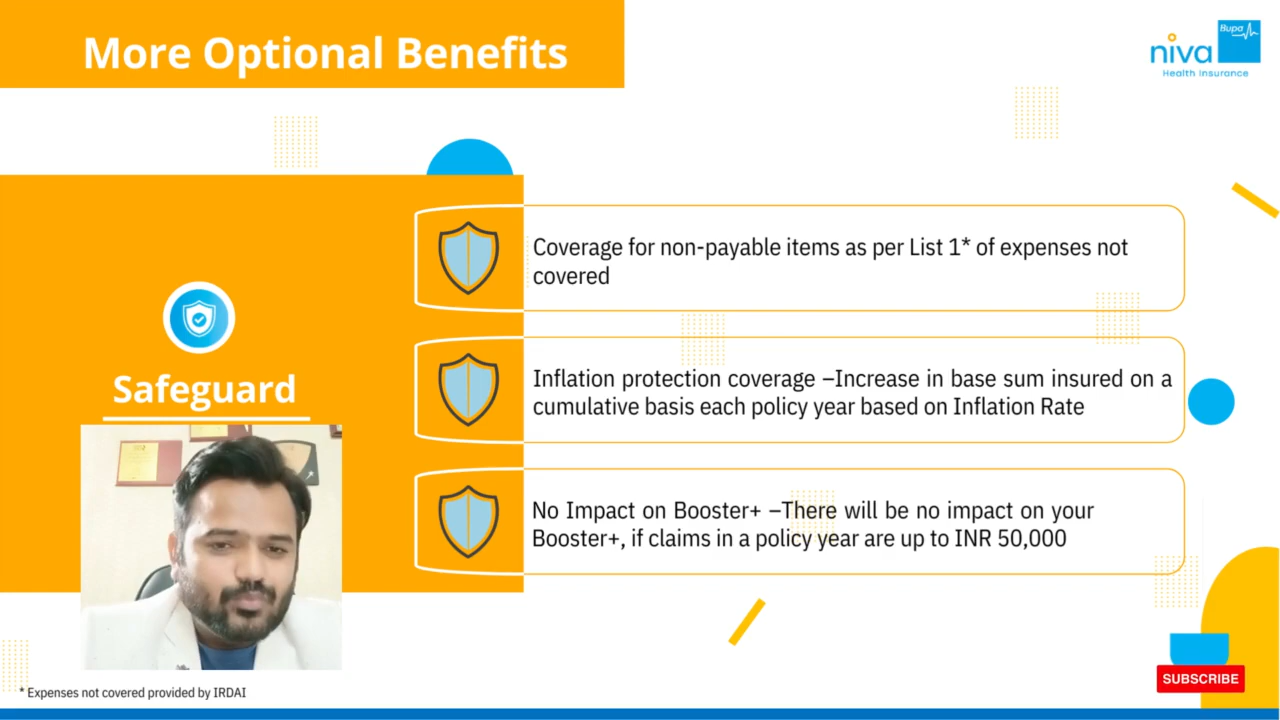 More Optional Benefits
Bupa
niva
Health Insurance
Coverage for non-payable items as per List 1* of expenses not
covered
Safeguard
Inflation protection coverage –Increase in base sum insured on a
cumulative basis each policy year based on Inflation Rate
No Impact on Booster+ –There will be no impact on your
Booster+, if claims in a policy year are up to INR 50,000
SUBSCRIBE
* Expenses not covered provided by IRDAI